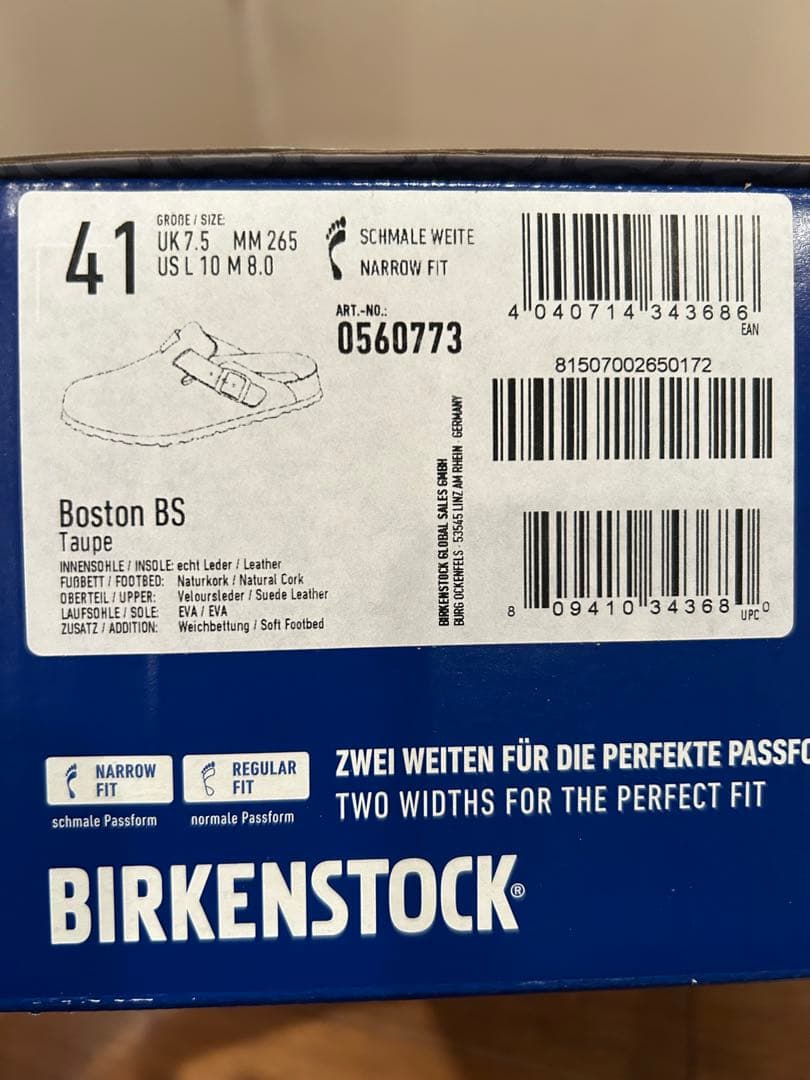 41
GRÖßE / SIZE:
UK 7.5 MM 265
US L 10 M 8.0
SCHMALE WEITE
NARROW FIT
ART.-NO.:
0560773
4 040714 343686
EAN
81507002650172
BIRKENSTOCK GLOBAL SALES GMBH
BURG OCKENFELS · 53545 LINZ AM RHEIN · GERMANY
8 09410 34368 0
UPC
Boston BS
Taupe
INNENSOHLE / INSOLE: echt Leder / Leather
FUßBETT / FOOTBED: Naturkork / Natural Cork
OBERTEIL / UPPER: Veloursleder / Suede Leather
LAUFSOHLE / SOLE: EVA / EVA
ZUSATZ / ADDITION: Weichbettung / Soft Footbed
NARROW
FIT
schmale Passform
REGULAR
FIT
normale Passform
ZWEI WEITEN FÜR DIE PERFEKTE PASSFO
TWO WIDTHS FOR THE PERFECT FIT
BIRKENSTOCK®